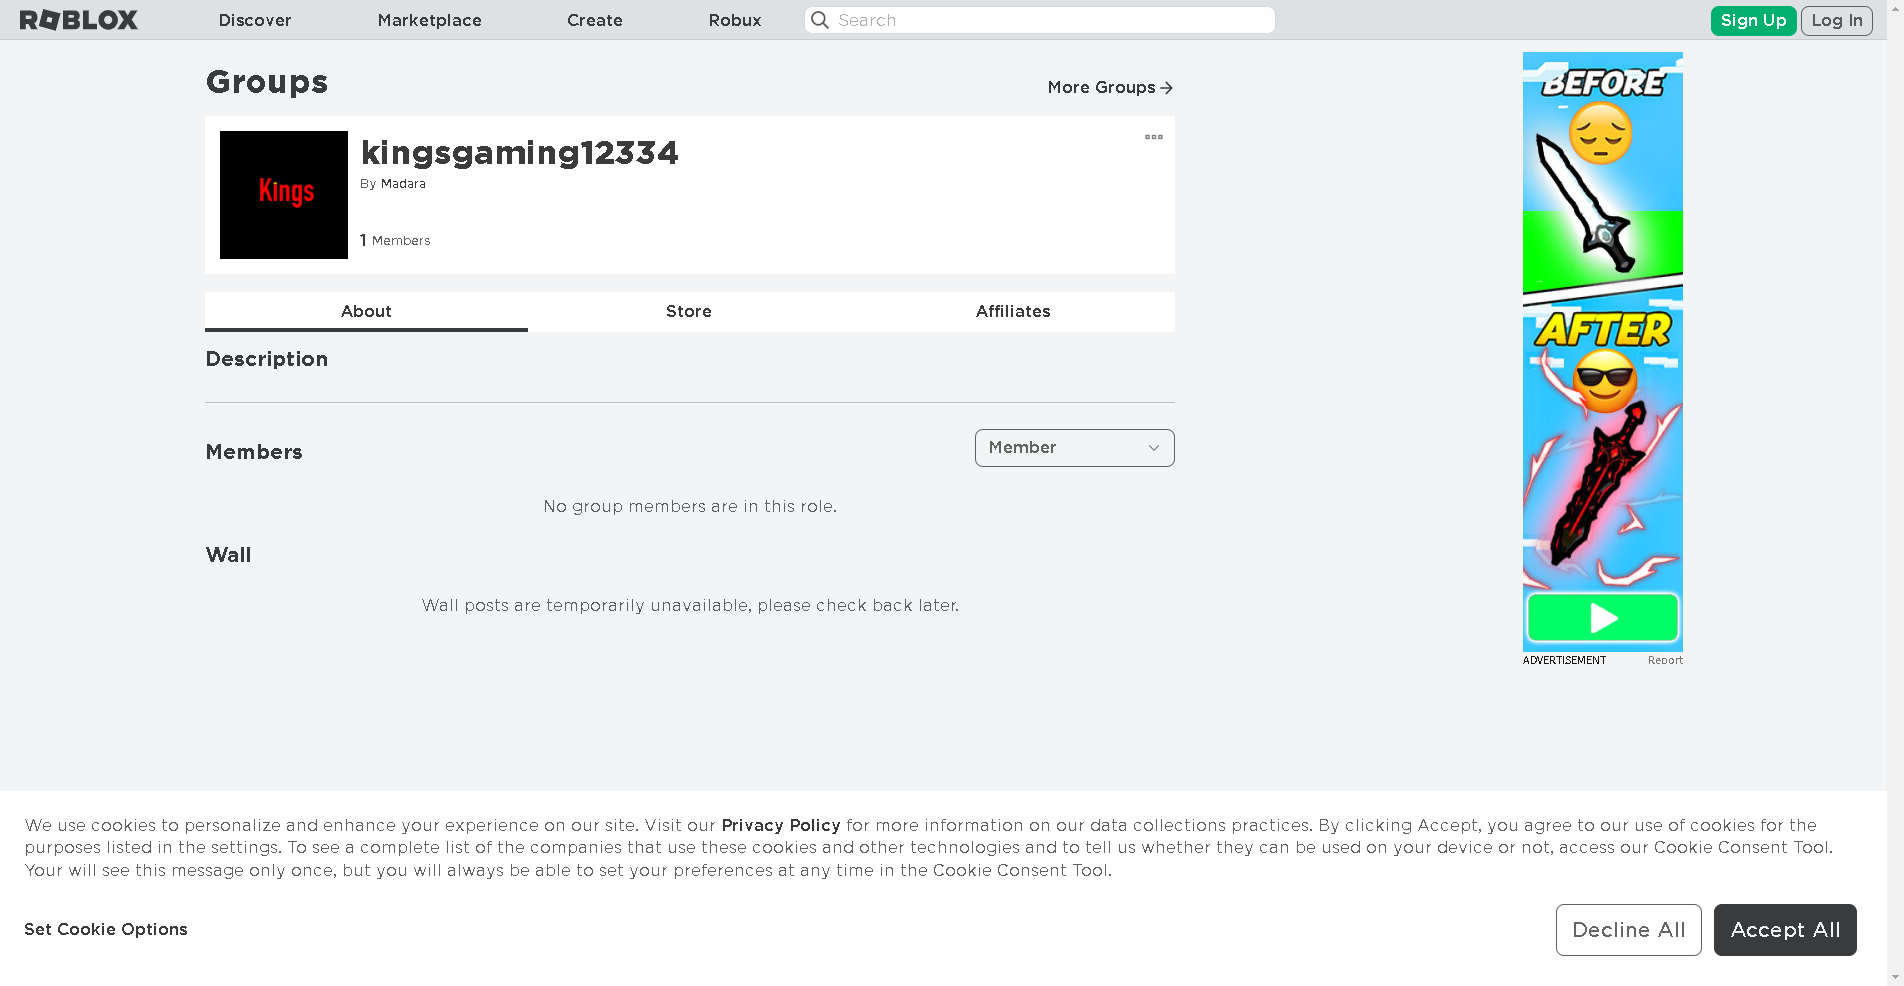 ROBLOX
Discover
Marketplace
Create
Robux
Search
Sign Up
Log In
Groups
More Groups
Kings
kingsgaming12334
By Madara
1 Members
About
Store
Affiliates
Description
Members
Member
No group members are in this role.
Wall
Wall posts are temporarily unavailable, please check back later.
BEFORE
AFTER
ADVERTISEMENT
Report
We use cookies to personalize and enhance your experience on our site. Visit our Privacy Policy for more information on our data collections practices. By clicking Accept, you agree to our use of cookies for the
purposes listed in the settings. To see a complete list of the companies that use these cookies and other technologies and to tell us whether they can be used on your device or not, access our Cookie Consent Tool.
Your will see this message only once, but you will always be able to set your preferences at any time in the Cookie Consent Tool.
Set Cookie Options
Decline All
Accept All